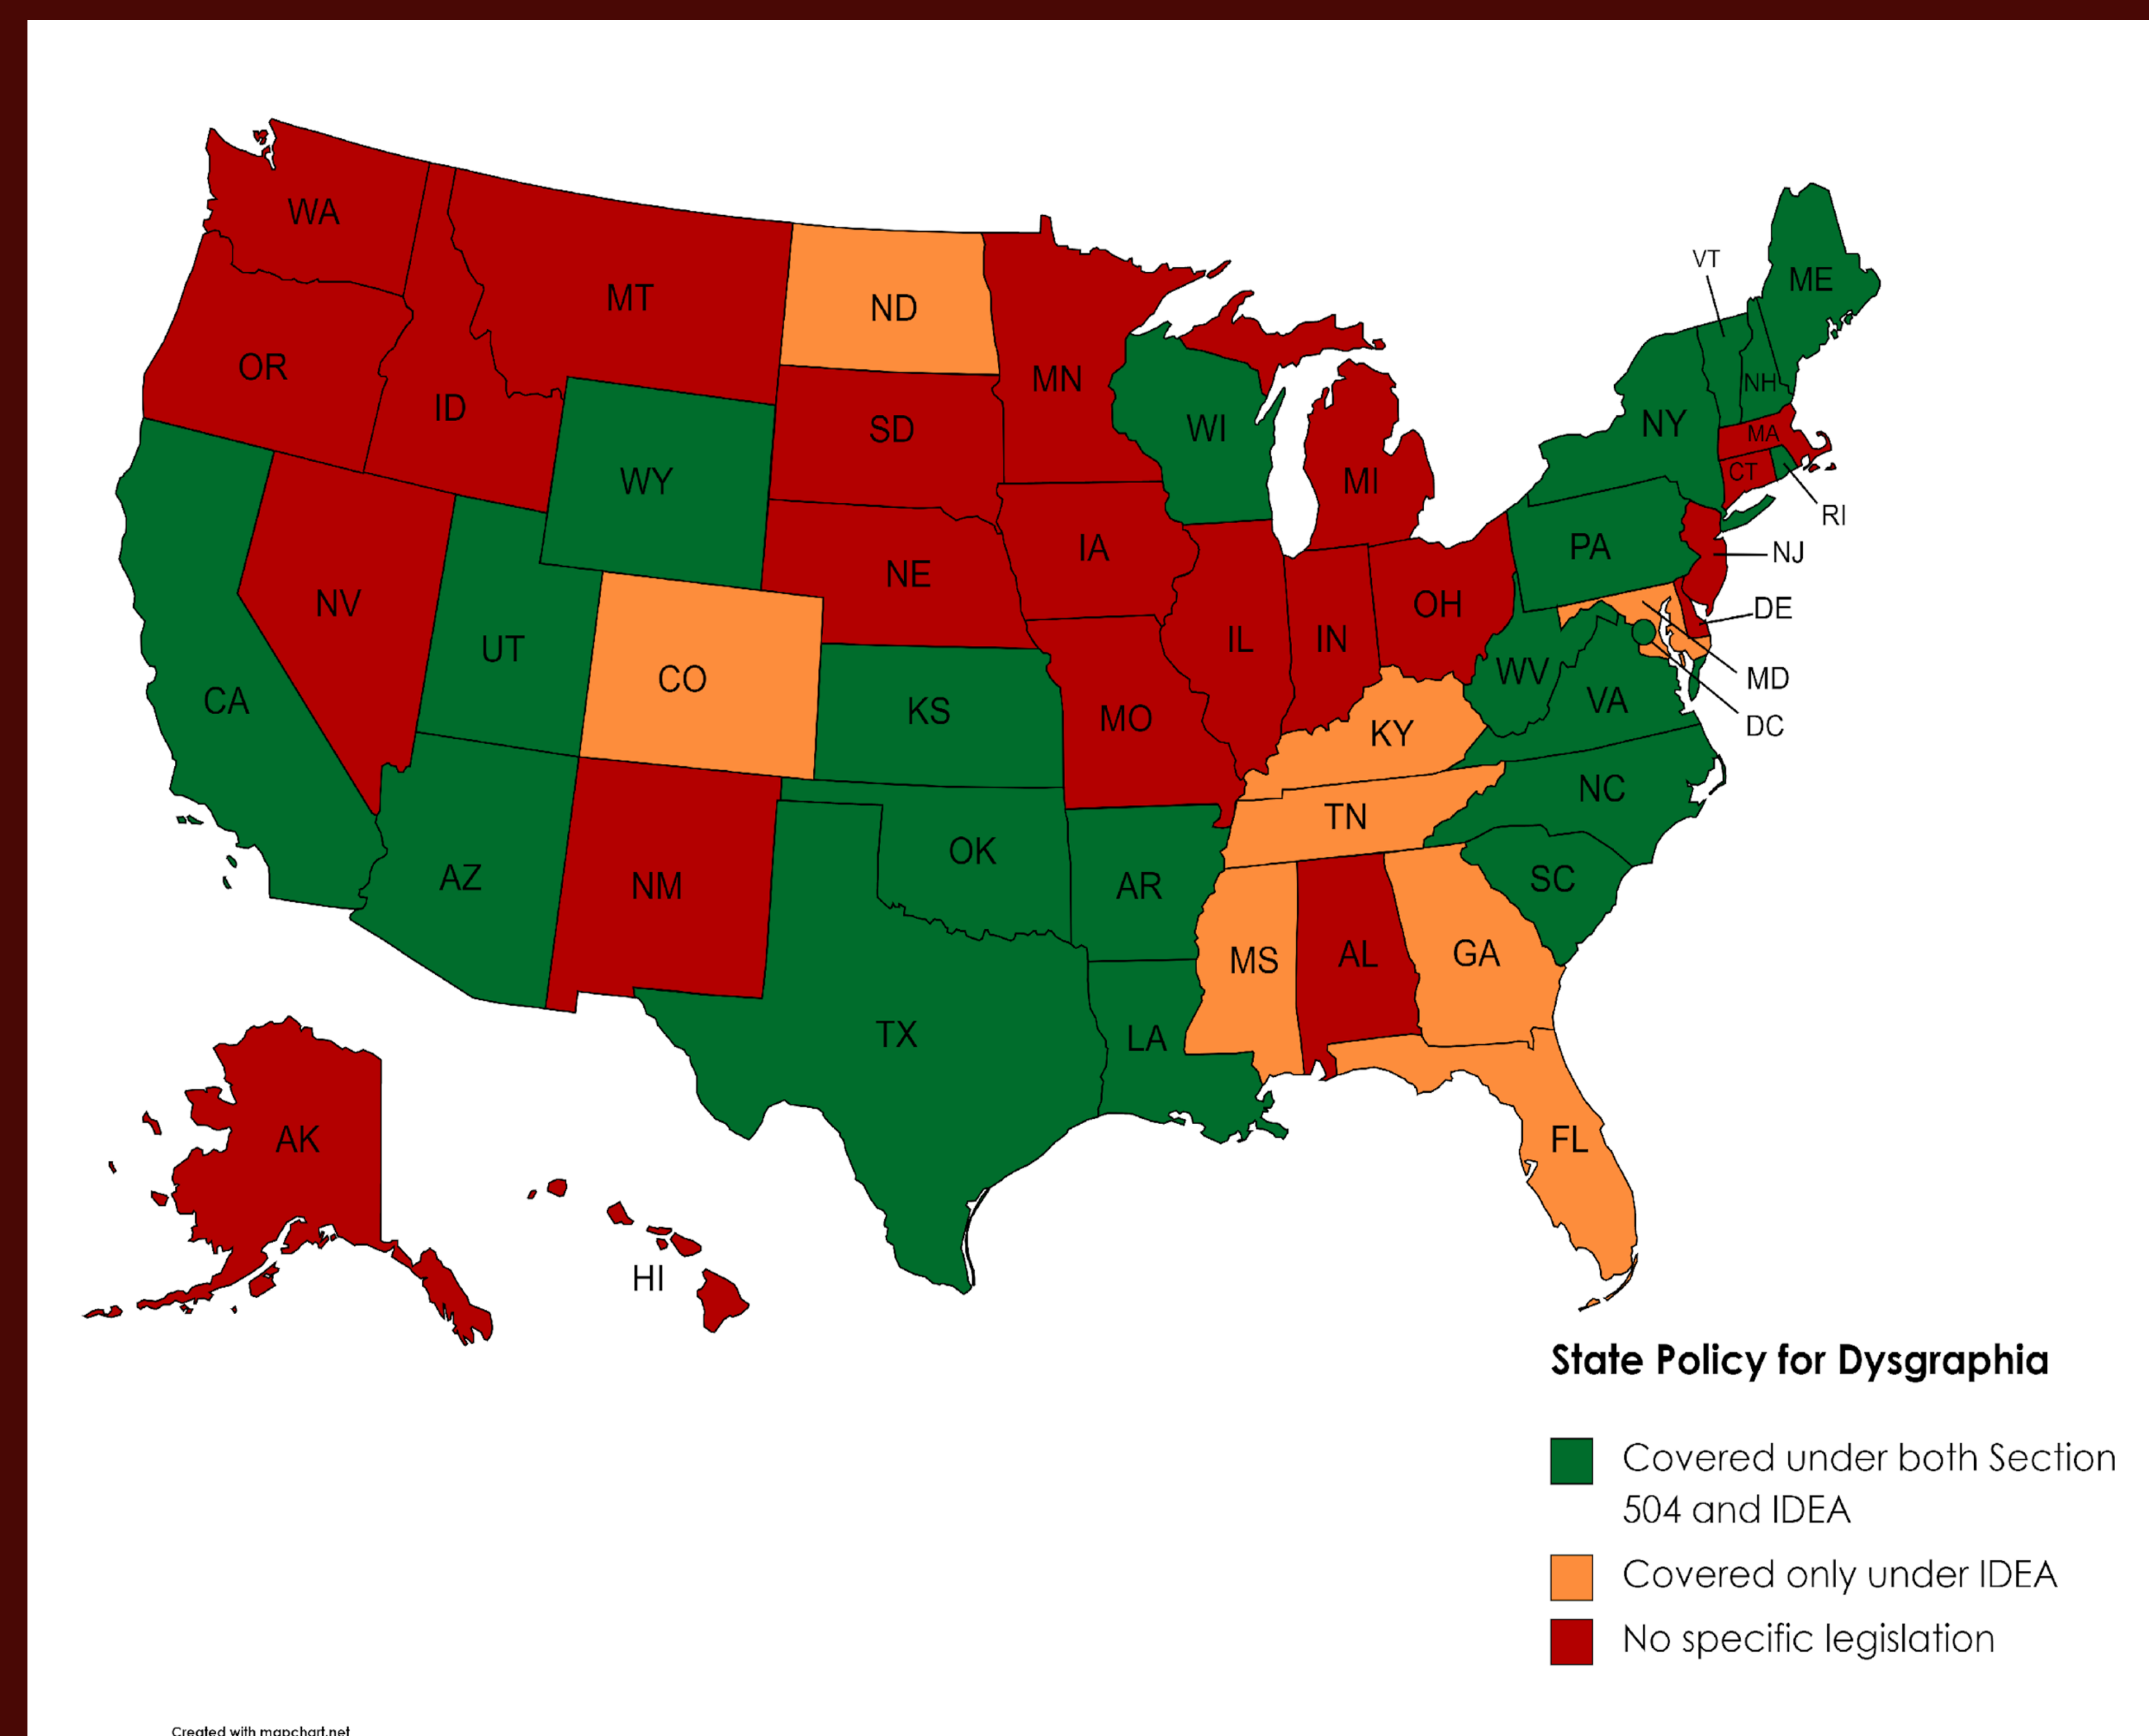 WA
VT
ME
MT
ND
OR
MN
NH
ID
WI
NY
SD
MA
CT
WY
MI
RI
IA
PA
NJ
NE
NV
OH
DE
UT
IL
IN
CO
WV
MD
CA
KS
MO
VA
DC
KY
NC
TN
OK
AZ
NM
AR
SC
MS
AL
GA
TX
LA
AK
FL
HI
State Policy for Dysgraphia
Covered under both Section
504 and IDEA
Covered only under IDEA
No specific legislation
Created with mapchart.net